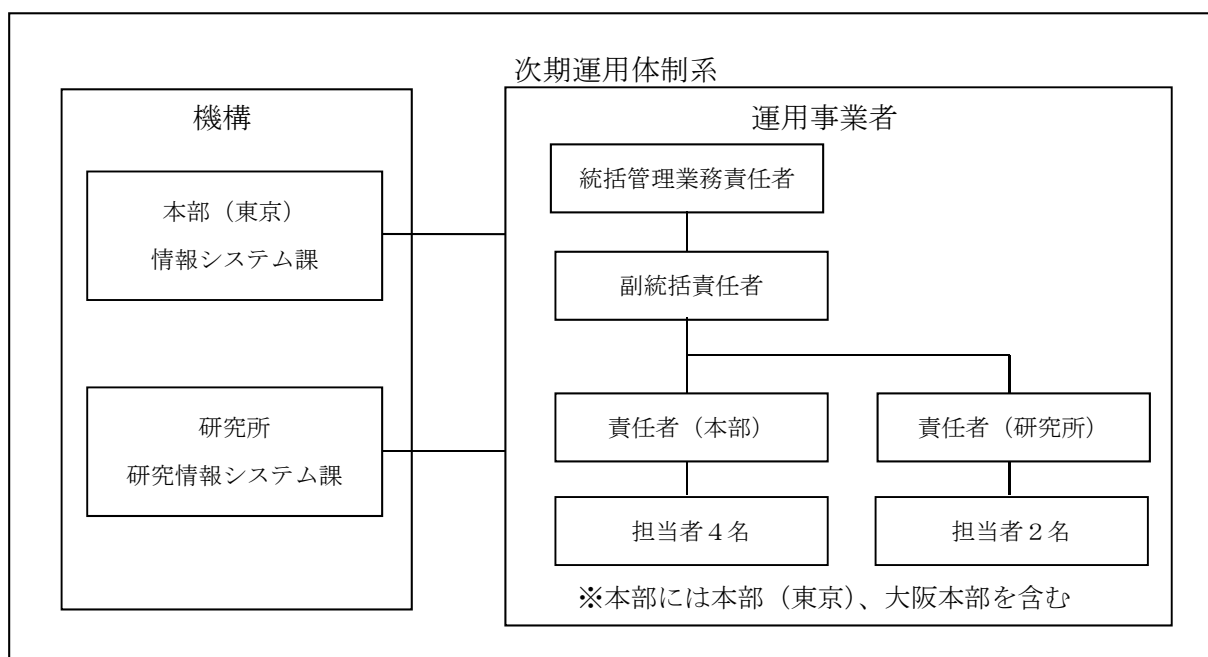 次期運用体制系
機構
本部（東京）
情報システム課
研究所
研究情報システム課
運用事業者
統括管理業務責任者
副統括責任者
責任者（本部）
責任者（研究所）
担当者４名
担当者２名
※本部には本部（東京）、大阪本部を含む